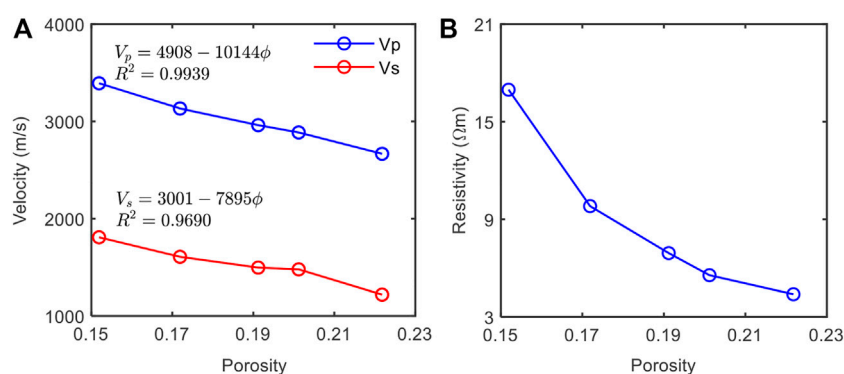 A
4000
3000
2000
1000
Velocity (m/s)
V_p = 4908 − 10144ϕ
R² = 0.9939
Vp
Vs
V_s = 3001 − 7895ϕ
R² = 0.9690
0.15 0.17 0.19 0.21 0.23
Porosity
B
21
15
9
3
Resistivity (Ωm)
0.15 0.17 0.19 0.21 0.23
Porosity